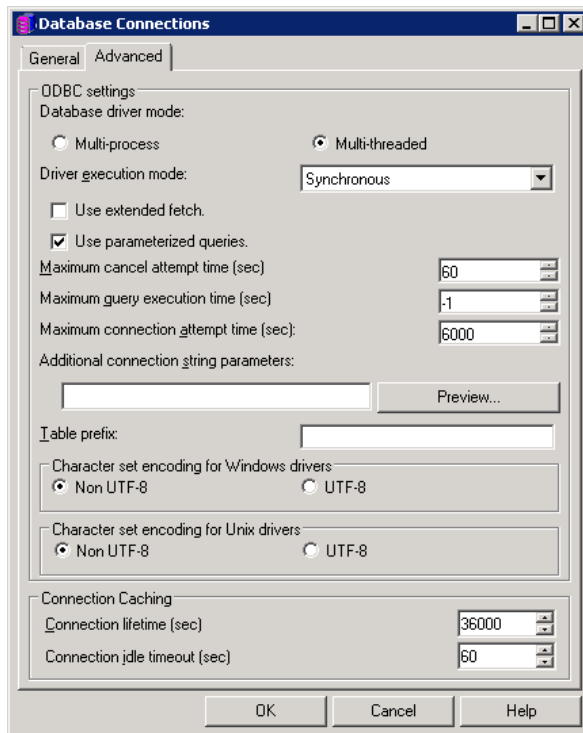 Database Connections
General Advanced
ODBC settings
Database driver mode:
Multi-process Multi-threaded
Driver execution mode: Synchronous
Use extended fetch.
Use parameterized queries.
Maximum cancel attempt time (sec) 60
Maximum query execution time (sec) -1
Maximum connection attempt time (sec): 6000
Additional connection string parameters:
Preview...
Table prefix:
Character set encoding for Windows drivers
Non UTF-8 UTF-8
Character set encoding for Unix drivers
Non UTF-8 UTF-8
Connection Caching
Connection lifetime (sec) 36000
Connection idle timeout (sec) 60
OK Cancel Help